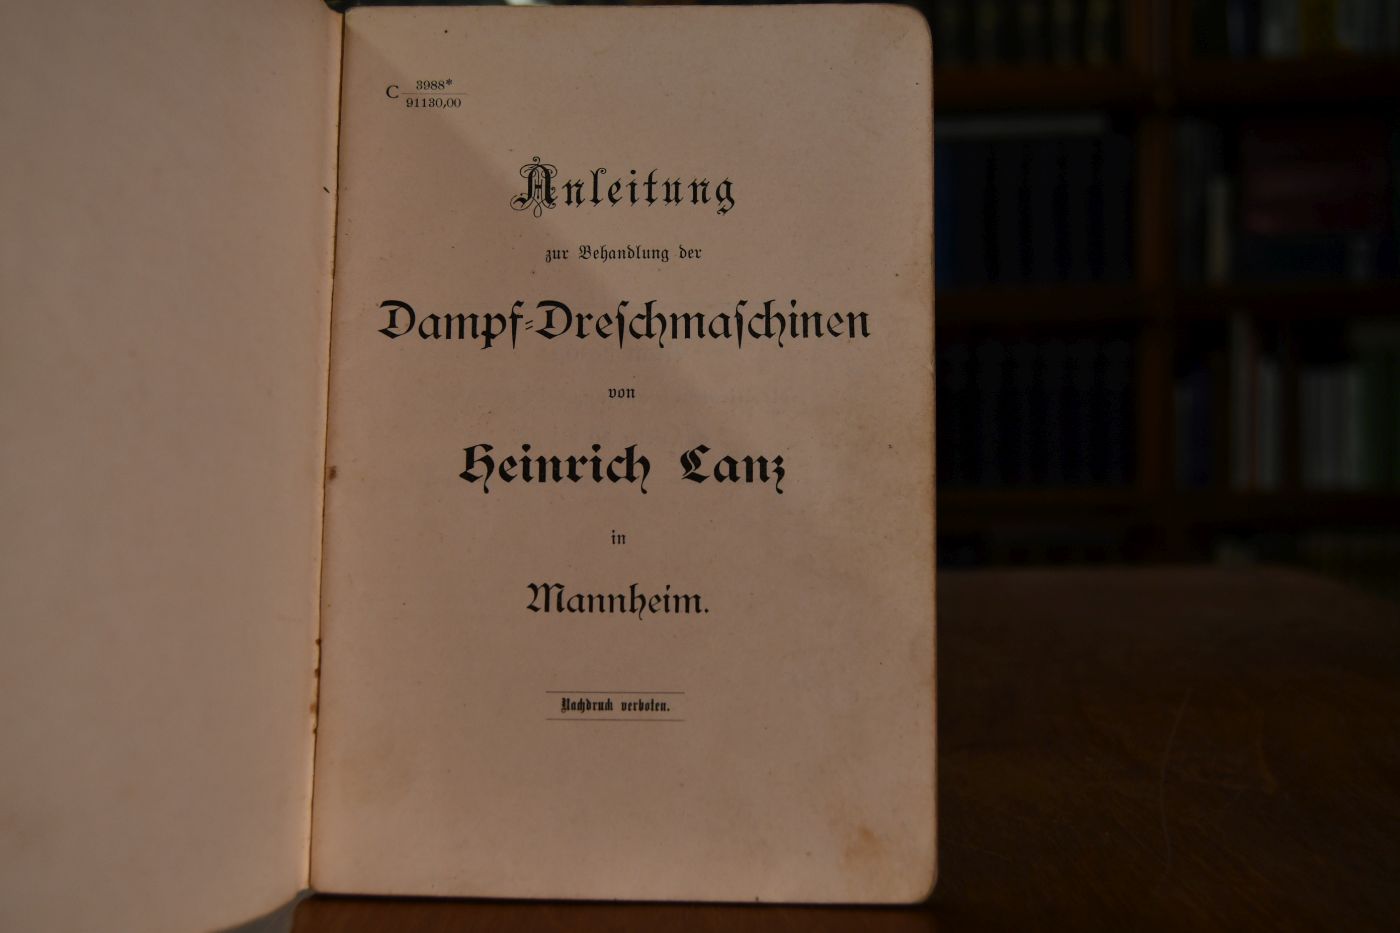 C 3988*
91130,00
Anleitung
zur Behandlung der
Dampf-Dreſchmaſchinen
von
Heinrich Lanz
in
Mannheim.
Nachdruck verboten.